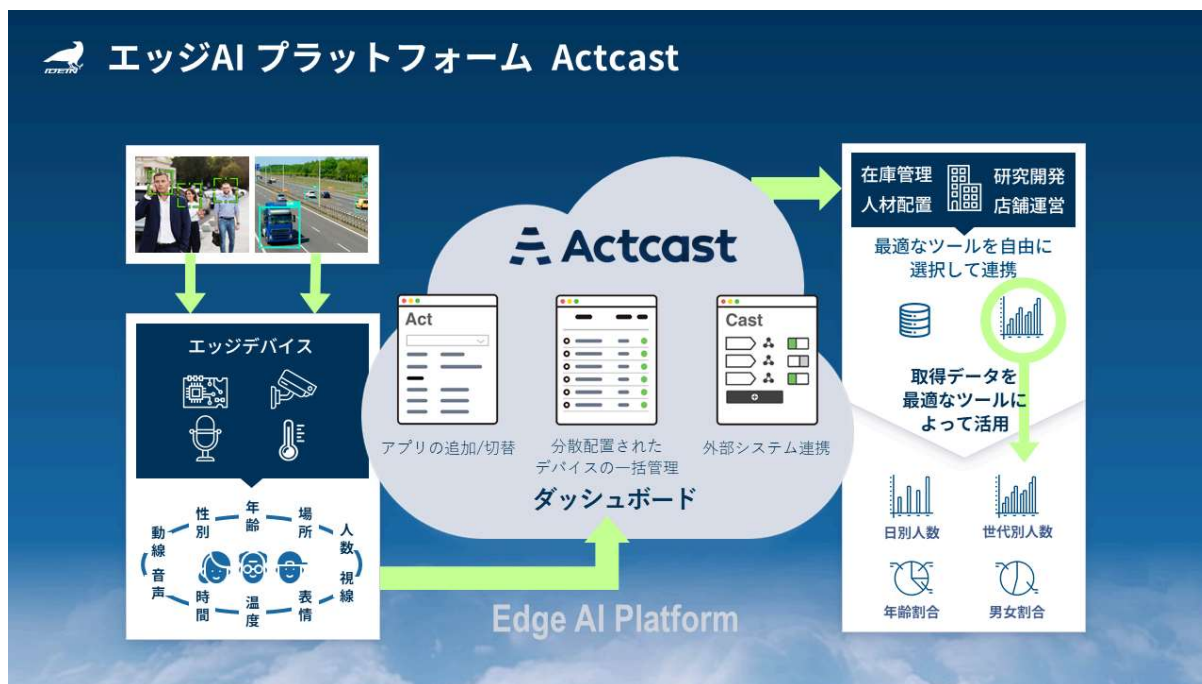 IDEIN
エッジAI プラットフォーム Actcast
エッジデバイス
年齢
場所
人数
視線
表情
温度
時間
音声
動線
性別
Actcast
Act
Cast
アプリの追加/切替
分散配置された
デバイスの一括管理
外部システム連携
ダッシュボード
Edge AI Platform
在庫管理
研究開発
人材配置
店舗運営
最適なツールを自由に
選択して連携
取得データを
最適なツールに
よって活用
日別人数
世代別人数
年齢割合
男女割合